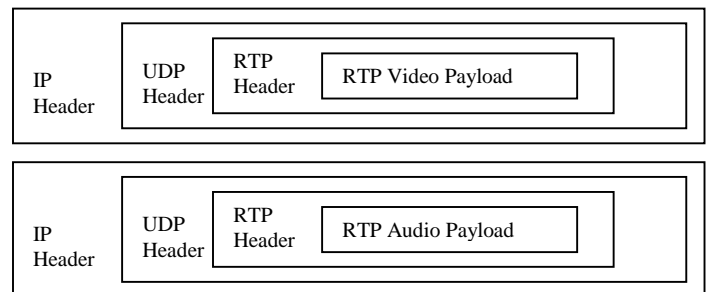 IP
Header
UDP
Header
RTP
Header
RTP Video Payload
IP
Header
UDP
Header
RTP
Header
RTP Audio Payload